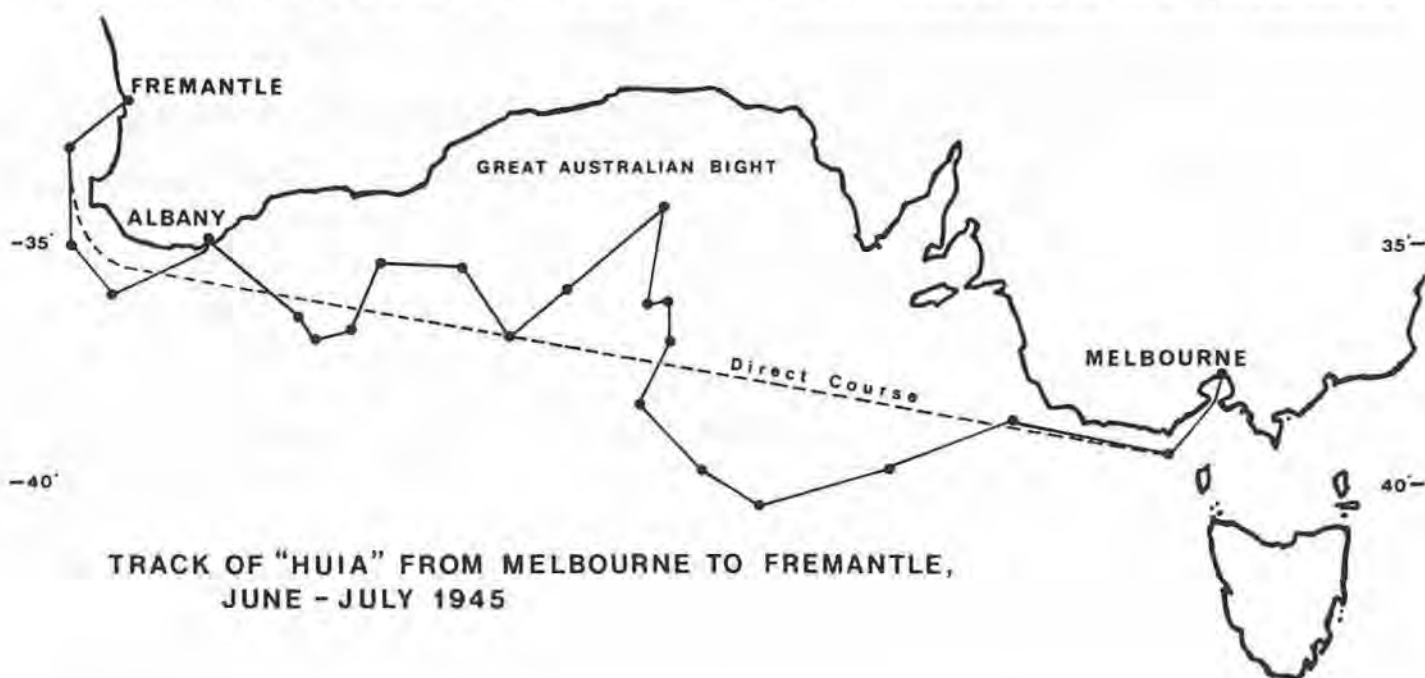 FREMANTLE
GREAT AUSTRALIAN BIGHT
ALBANY
-35° 35°-
MELBOURNE
Direct Course
-40° 40°-
TRACK OF "HUIA" FROM MELBOURNE TO FREMANTLE,
JUNE - JULY 1945